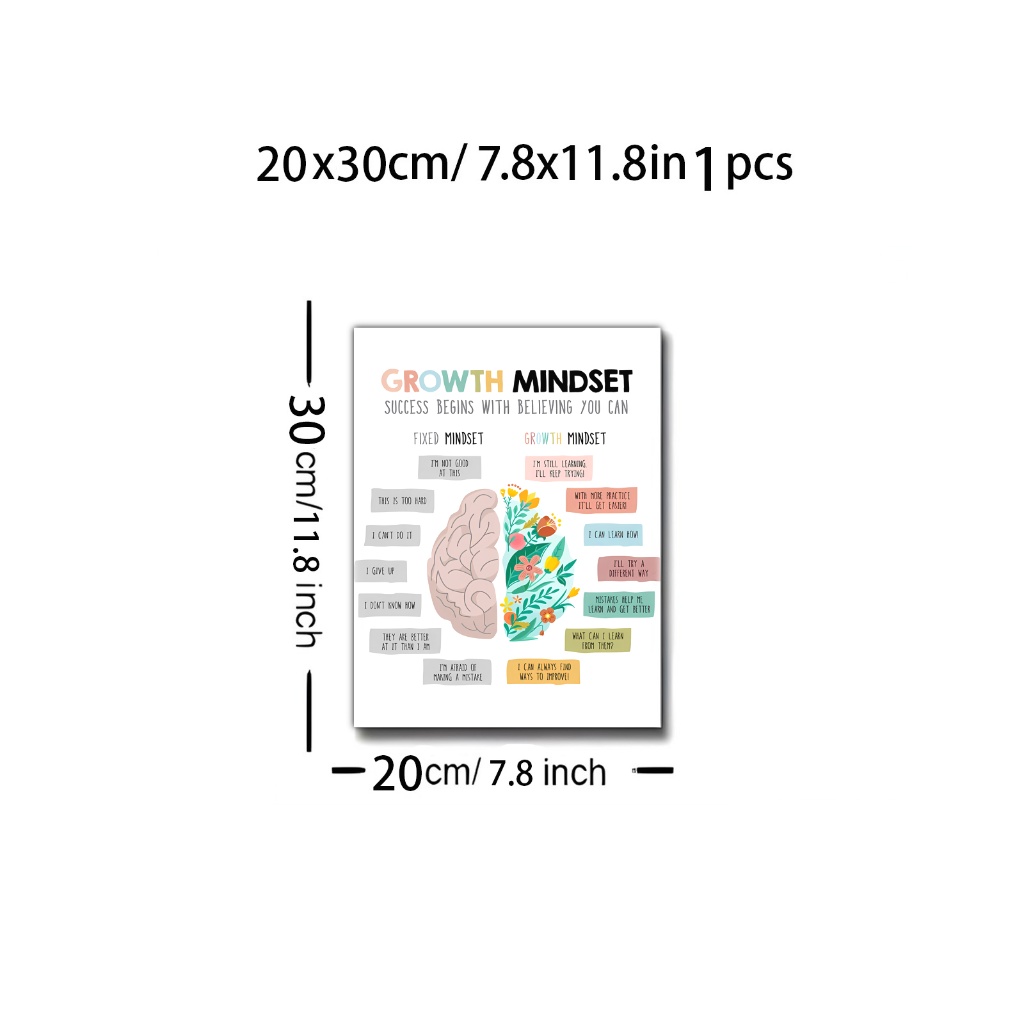 20x30cm/ 7.8x11.8in 1 pcs
30 cm/11.8 inch
GROWTH MINDSET
SUCCESS BEGINS WITH BELIEVING YOU CAN
FIXED MINDSET
I'M NOT GOOD
AT THIS
THIS IS TOO HARD
I CAN'T DO IT
I GIVE UP
I DON'T KNOW HOW
THEY ARE BETTER
AT IT THAN I AM
I'M AFRAID OF
MAKING A MISTAKE
GROWTH MINDSET
I'M STILL LEARNING,
I'LL KEEP TRYING!
WITH MORE PRACTICE
IT'LL GET EASIER!
I CAN LEARN HOW!
I'LL TRY A
DIFFERENT WAY
MISTAKES HELP ME
LEARN AND GET BETTER
WHAT CAN I LEARN
FROM THEM?
I CAN ALWAYS FIND
WAYS TO IMPROVE!
20cm/ 7.8 inch